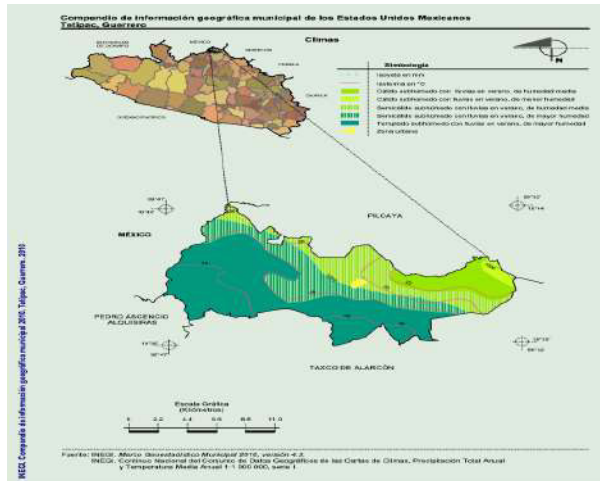 Compendio de información geográfica municipal de los Estados Unidos Mexicanos
Tetipac, Guerrero
Climas
MÉXICO
MORELOS
PUEBLA
OAXACA
N
Simbología
Isoyeta en mm
Isoterma en °C
Cálido subhúmedo con lluvias en verano, de humedad media
Cálido subhúmedo con lluvias en verano, de menor humedad
Semicálido subhúmedo con lluvias en verano, de humedad media
Semicálido subhúmedo con lluvias en verano, de mayor humedad
Templado subhúmedo con lluvias en verano, de mayor humedad
Zona urbana
PILCAYA
MÉXICO
PEDRO ASCENCIO
ALQUISIRAS
TAXCO DE ALARCÓN
Escala Gráfica
(Kilómetros)
Fuente: INEGI. Marco Geoestadístico Municipal 2010, versión 4.3.
INEGI. Continuo Nacional del Conjunto de Datos Geográficos de las Cartas de Climas, Precipitación Total Anual
y Temperatura Media Anual 1:1 000 000, serie I.
INEGI. Compendio de información geográfica municipal 2010. Tetipac, Guerrero. 2010